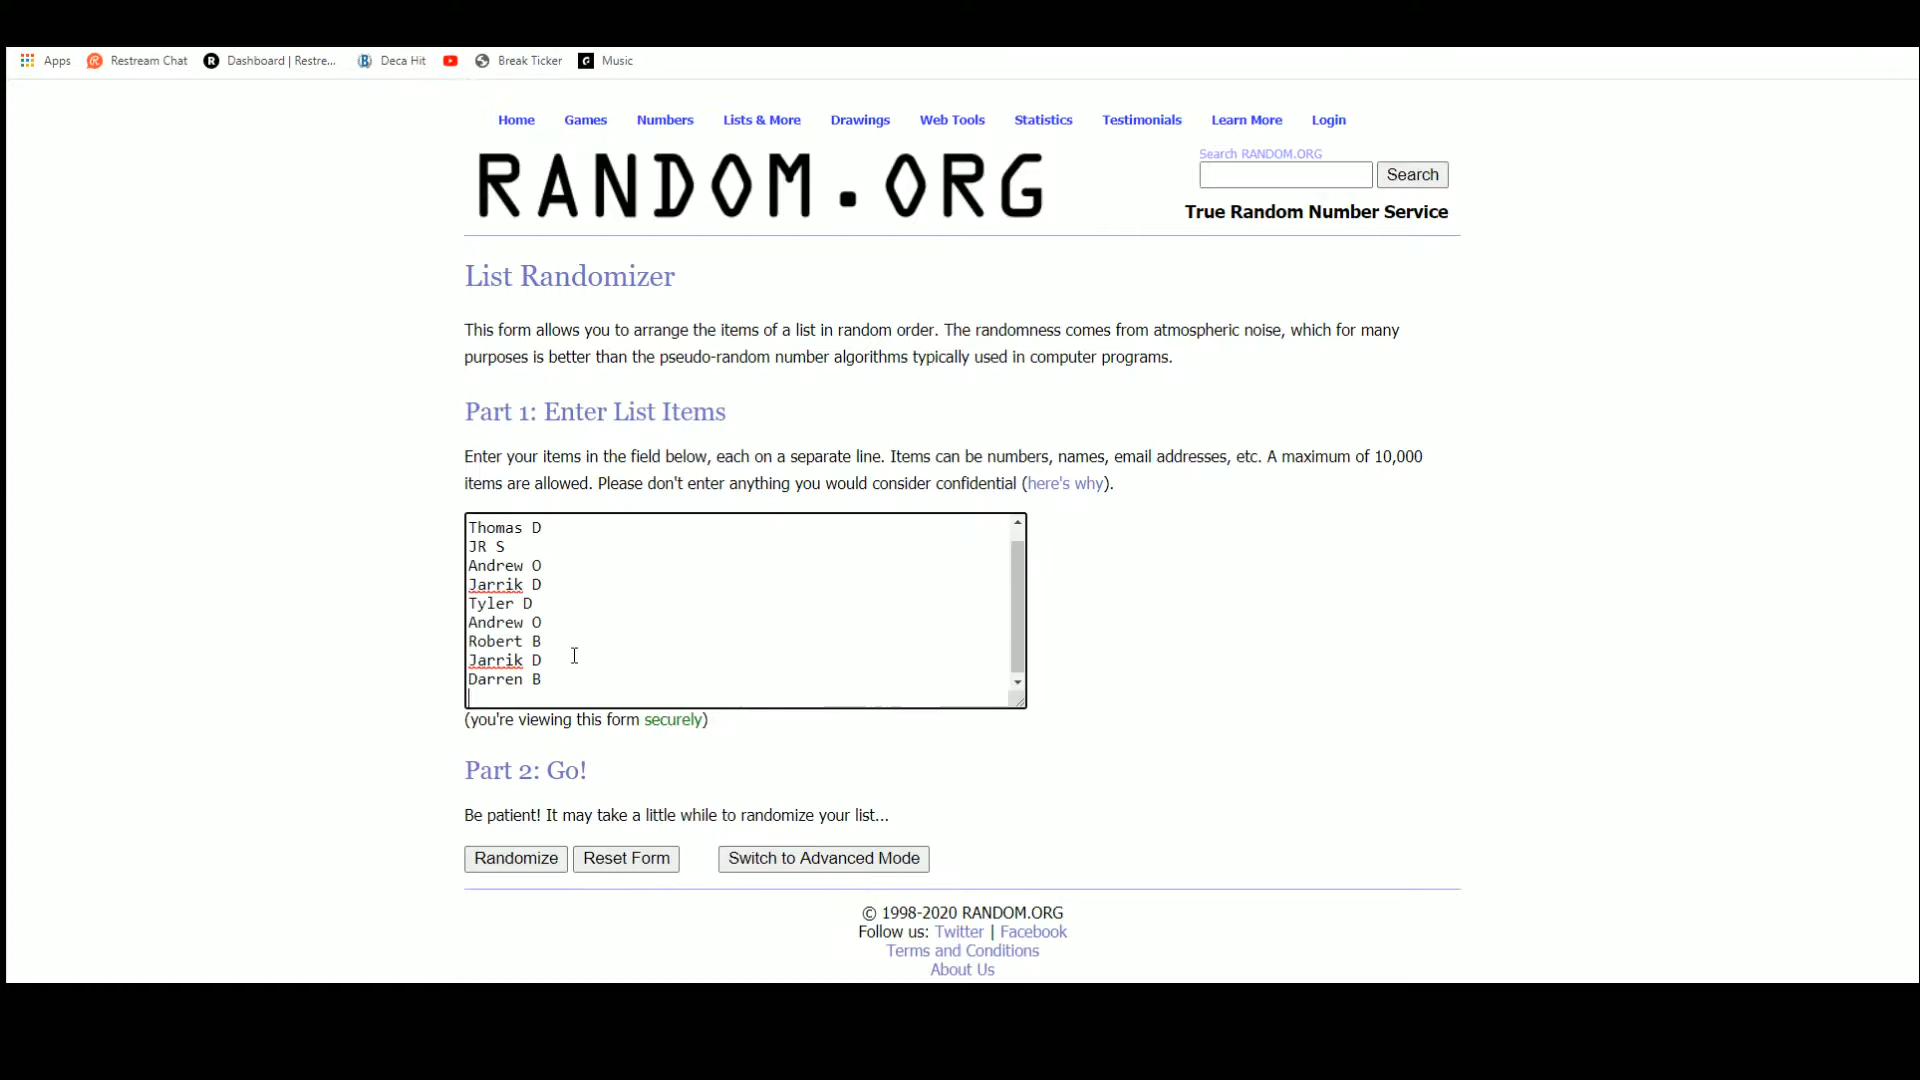 Apps Restream Chat Dashboard | Restre... Deca Hit Break Ticker Music
Home Games Numbers Lists & More Drawings Web Tools Statistics Testimonials Learn More Login
RANDOM.ORG
Search RANDOM.ORG
Search
True Random Number Service
List Randomizer
This form allows you to arrange the items of a list in random order. The randomness comes from atmospheric noise, which for many
purposes is better than the pseudo-random number algorithms typically used in computer programs.
Part 1: Enter List Items
Enter your items in the field below, each on a separate line. Items can be numbers, names, email addresses, etc. A maximum of 10,000
items are allowed. Please don't enter anything you would consider confidential (here's why).
Thomas D
JR S
Andrew O
Jarrik D
Tyler D
Andrew O
Robert B
Jarrik D
Darren B
(you're viewing this form securely)
Part 2: Go!
Be patient! It may take a little while to randomize your list...
Randomize Reset Form Switch to Advanced Mode
© 1998-2020 RANDOM.ORG
Follow us: Twitter | Facebook
Terms and Conditions
About Us